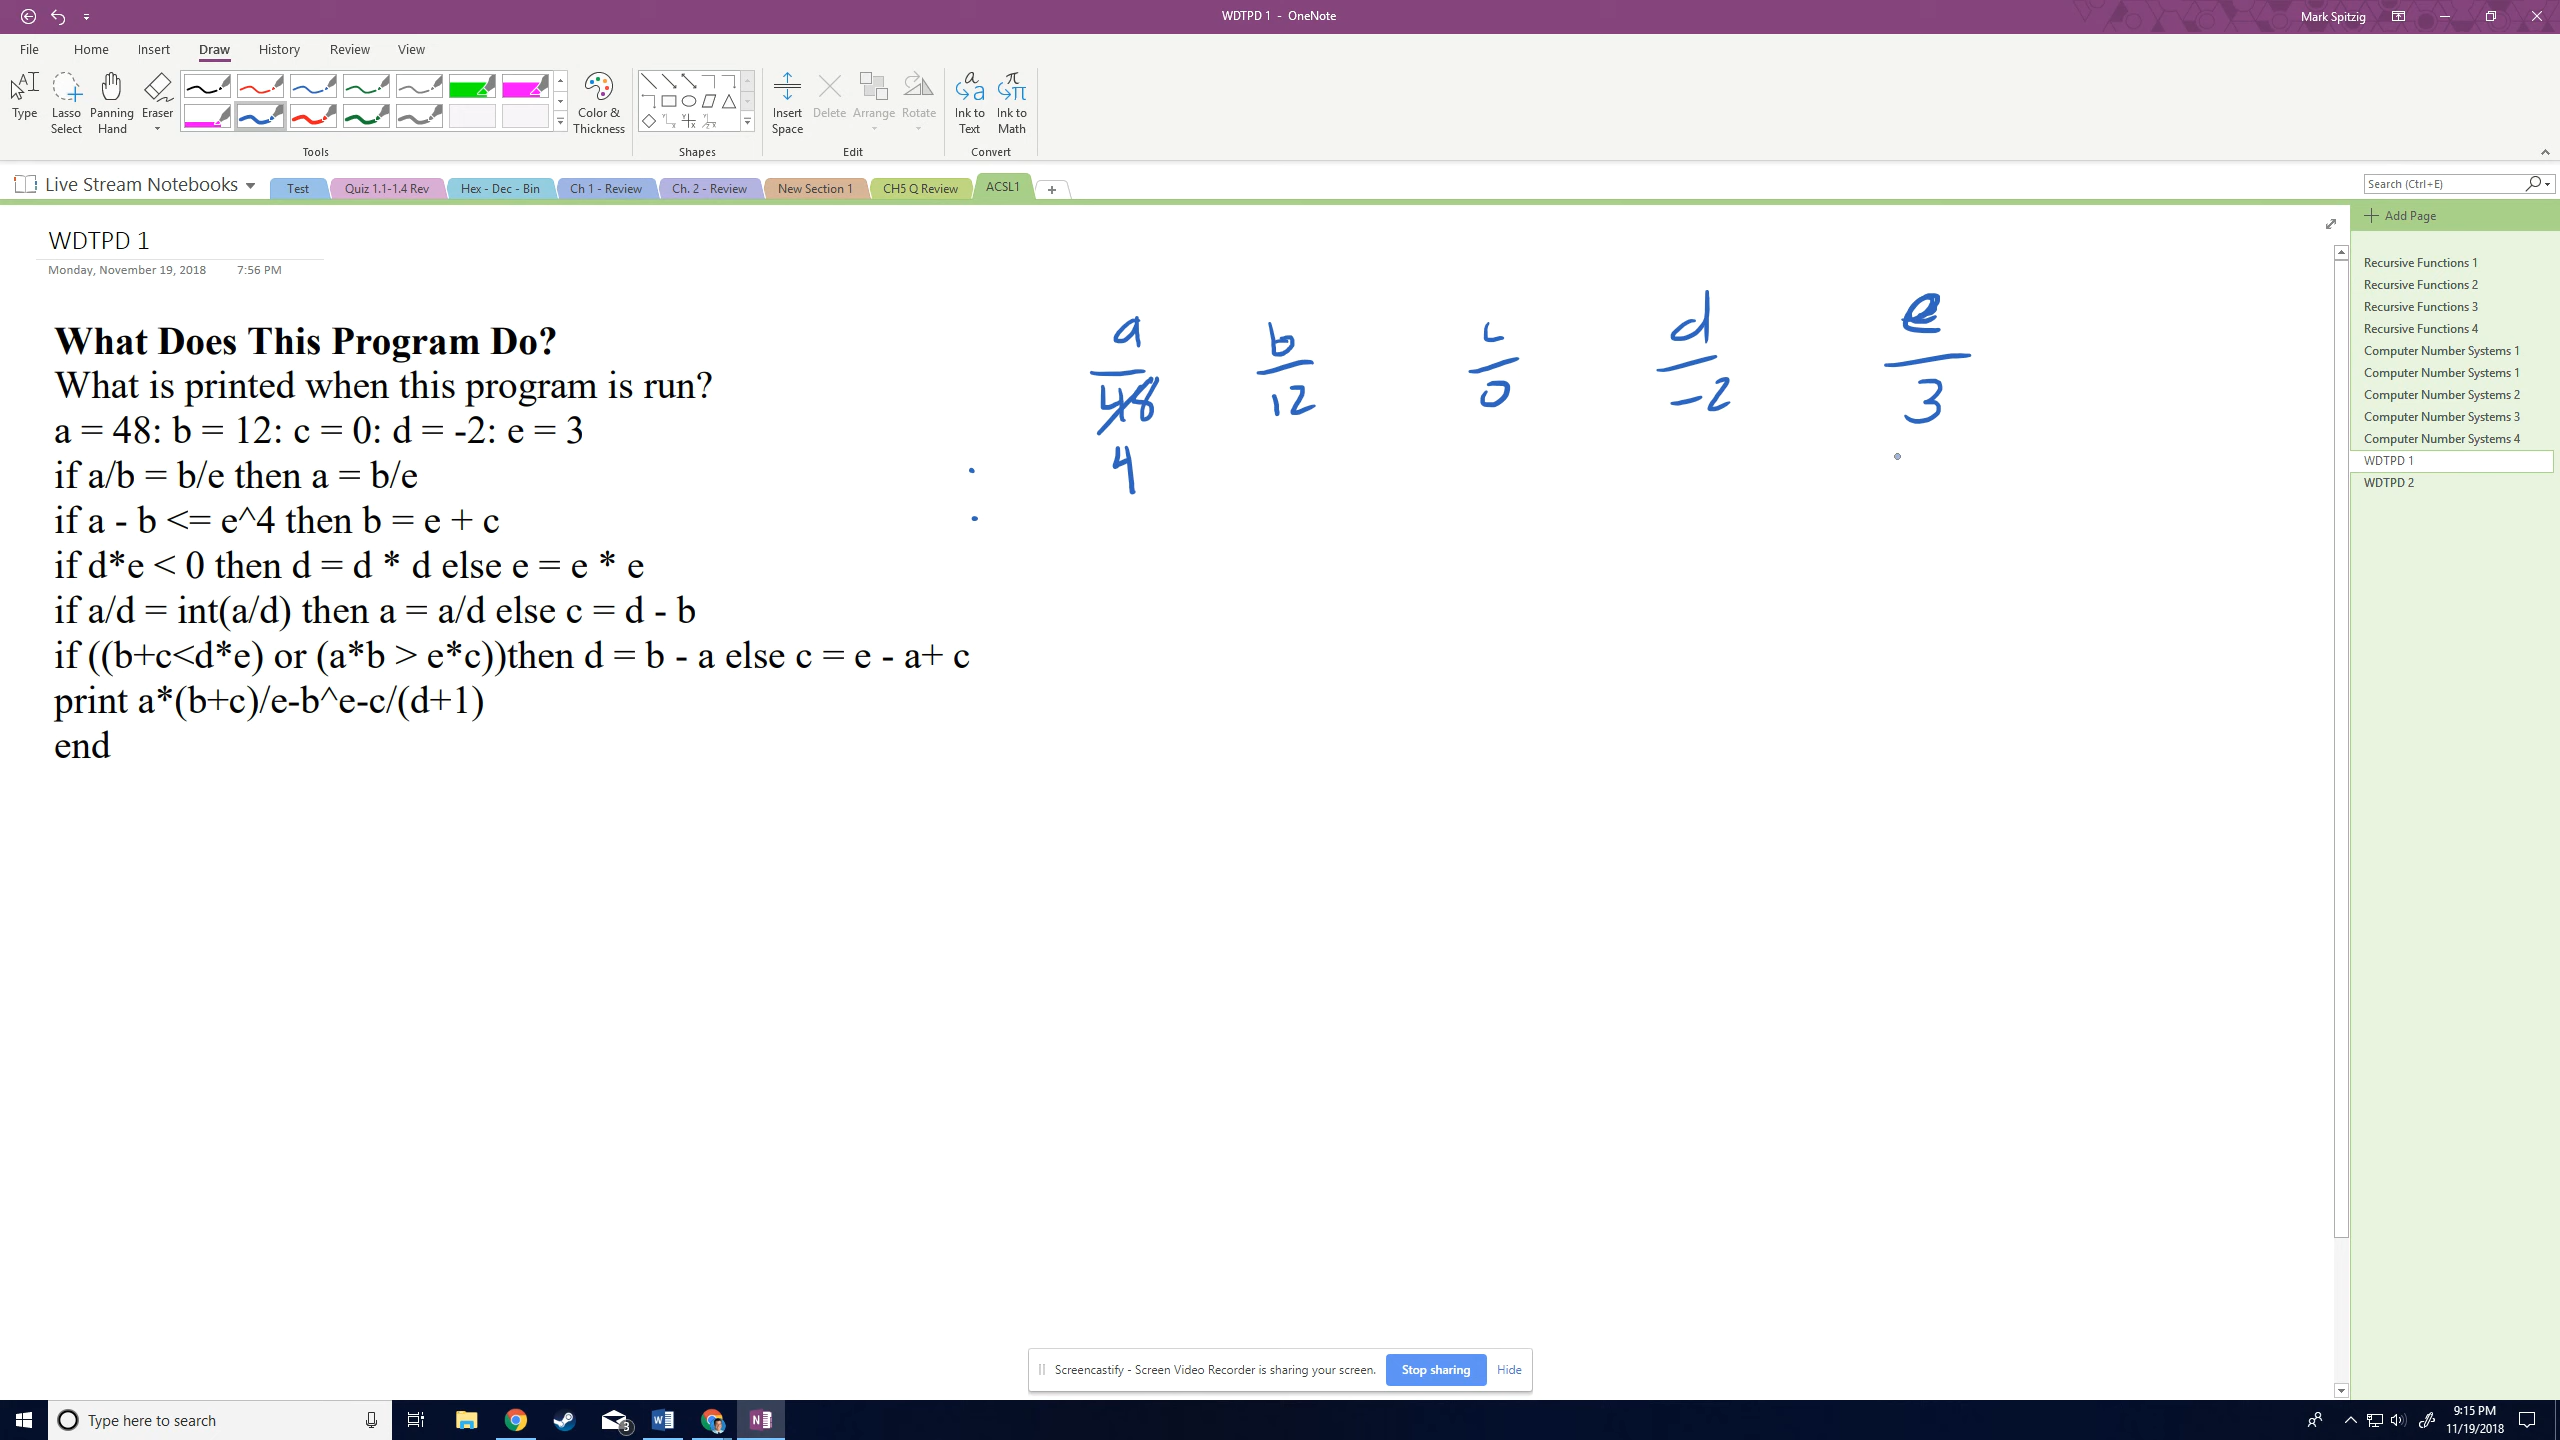 WDTPD 1 - OneNote
Mark Spitzig
File Home Insert Draw History Review View
Type
Lasso Select
Panning Hand
Eraser
Color & Thickness
Insert Space
Delete
Arrange
Rotate
Ink to Text
Ink to Math
Tools
Shapes
Edit
Convert
Live Stream Notebooks
Test
Quiz 1.1-1.4 Rev
Hex - Dec - Bin
Ch 1 - Review
Ch. 2 - Review
New Section 1
CH5 Q Review
ACSL1
Search (Ctrl+E)
WDTPD 1
Monday, November 19, 2018 7:56 PM
What Does This Program Do?
What is printed when this program is run?
a = 48: b = 12: c = 0: d = -2: e = 3
if a/b = b/e then a = b/e
if a - b <= e^4 then b = e + c
if d*e < 0 then d = d * d else e = e * e
if a/d = int(a/d) then a = a/d else c = d - b
if ((b+c<d*e) or (a*b > e*c))then d = b - a else c = e - a+ c
print a*(b+c)/e-b^e-c/(d+1)
end
a b c d e
48 12 0 -2 3
4
Add Page
Recursive Functions 1
Recursive Functions 2
Recursive Functions 3
Recursive Functions 4
Computer Number Systems 1
Computer Number Systems 1
Computer Number Systems 2
Computer Number Systems 3
Computer Number Systems 4
WDTPD 1
WDTPD 2
Screencastify - Screen Video Recorder is sharing your screen.
Stop sharing
Hide
Type here to search
3
9:15 PM
11/19/2018